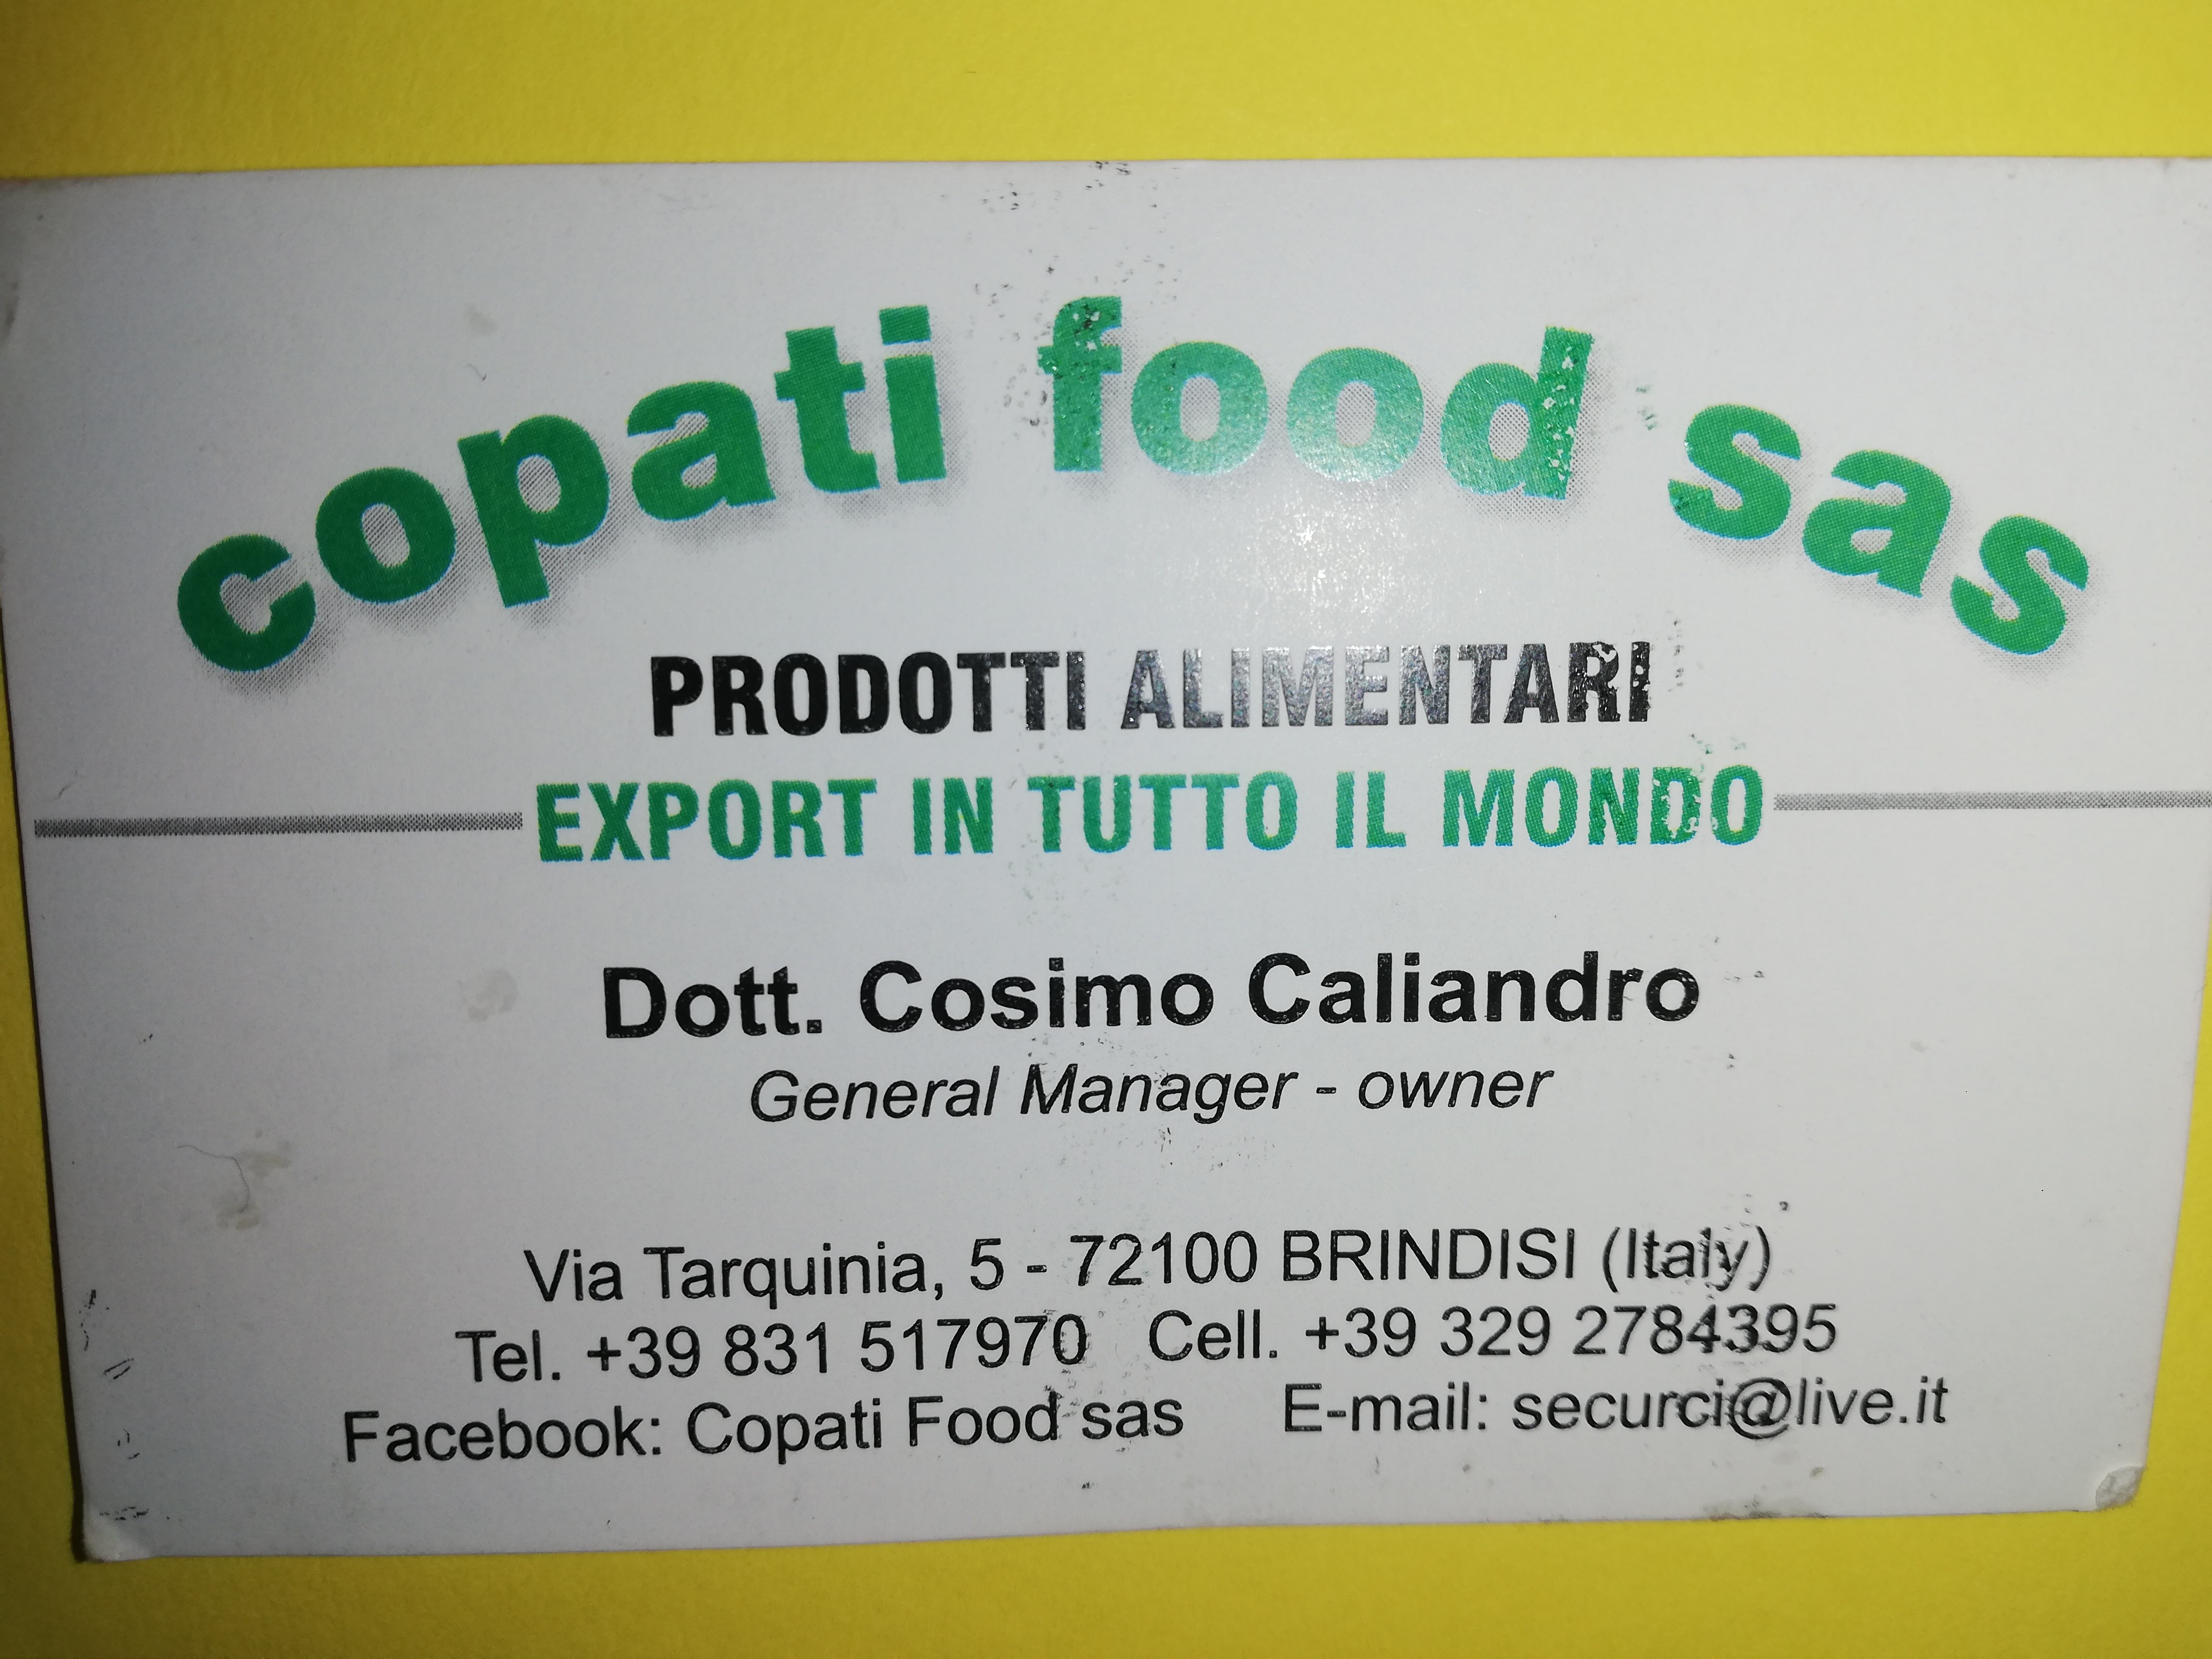 copati food sas
PRODOTTI ALIMENTARI
EXPORT IN TUTTO IL MONDO
Dott. Cosimo Caliandro
General Manager - owner
Via Tarquinia, 5 - 72100 BRINDISI (Italy)
Tel. +39 831 517970 Cell. +39 329 2784395
Facebook: Copati Food sas E-mail: securci@live.it